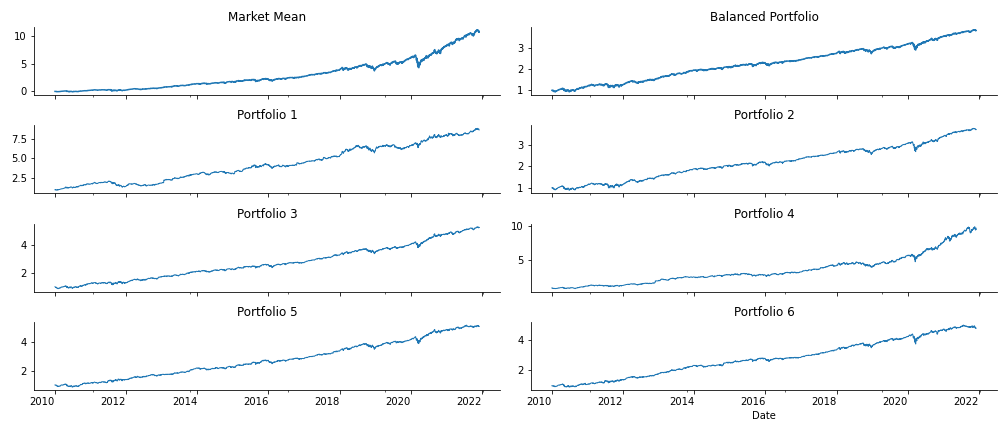 Market Mean
10
5
0
Balanced Portfolio
3
2
1
Portfolio 1
7.5
5.0
2.5
Portfolio 2
3
2
1
Portfolio 3
4
2
Portfolio 4
10
5
Portfolio 5
4
2
2010 2012 2014 2016 2018 2020 2022
Portfolio 6
4
2
2010 2012 2014 2016 2018 2020 2022
Date